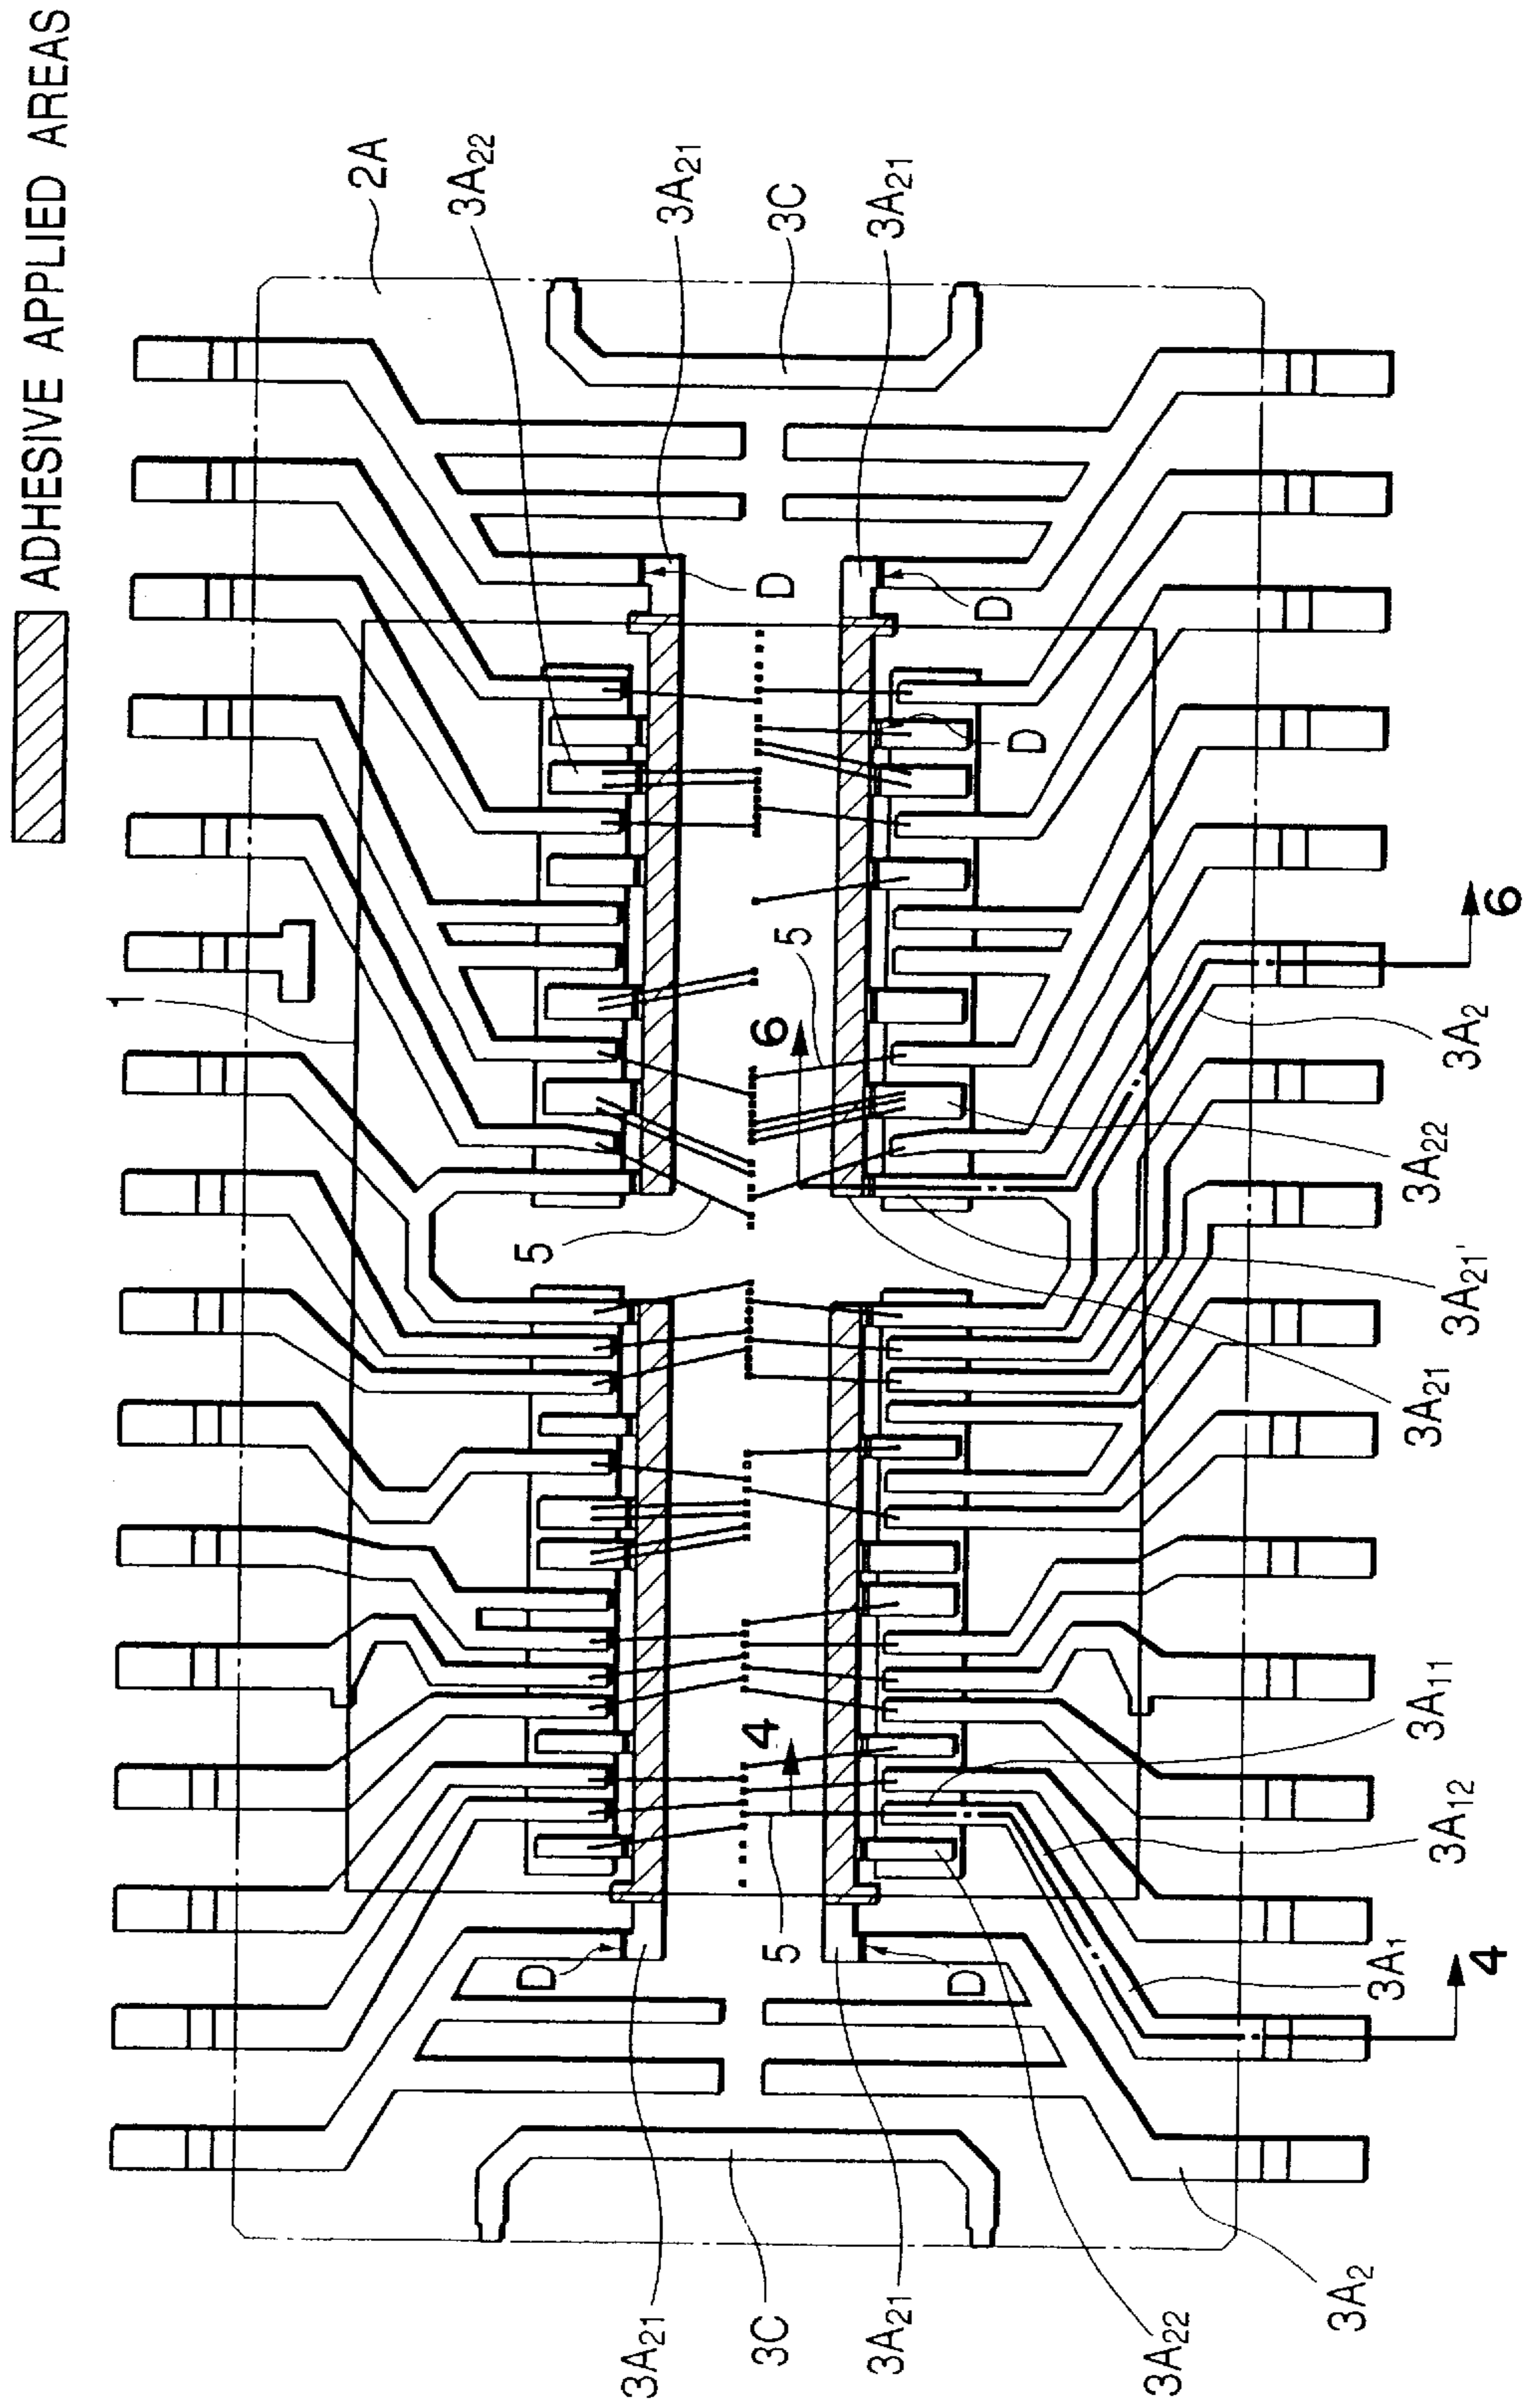 ADHESIVE APPLIED AREAS
2A
3A22
3A21
3C
3A21
D
D
D
1
5
6
5
6
3A2
3A22
3A21'
3A21
4
5
D
D
3A11
3A12
3A1
4
3A21
3C
3A21
3A22
3A2